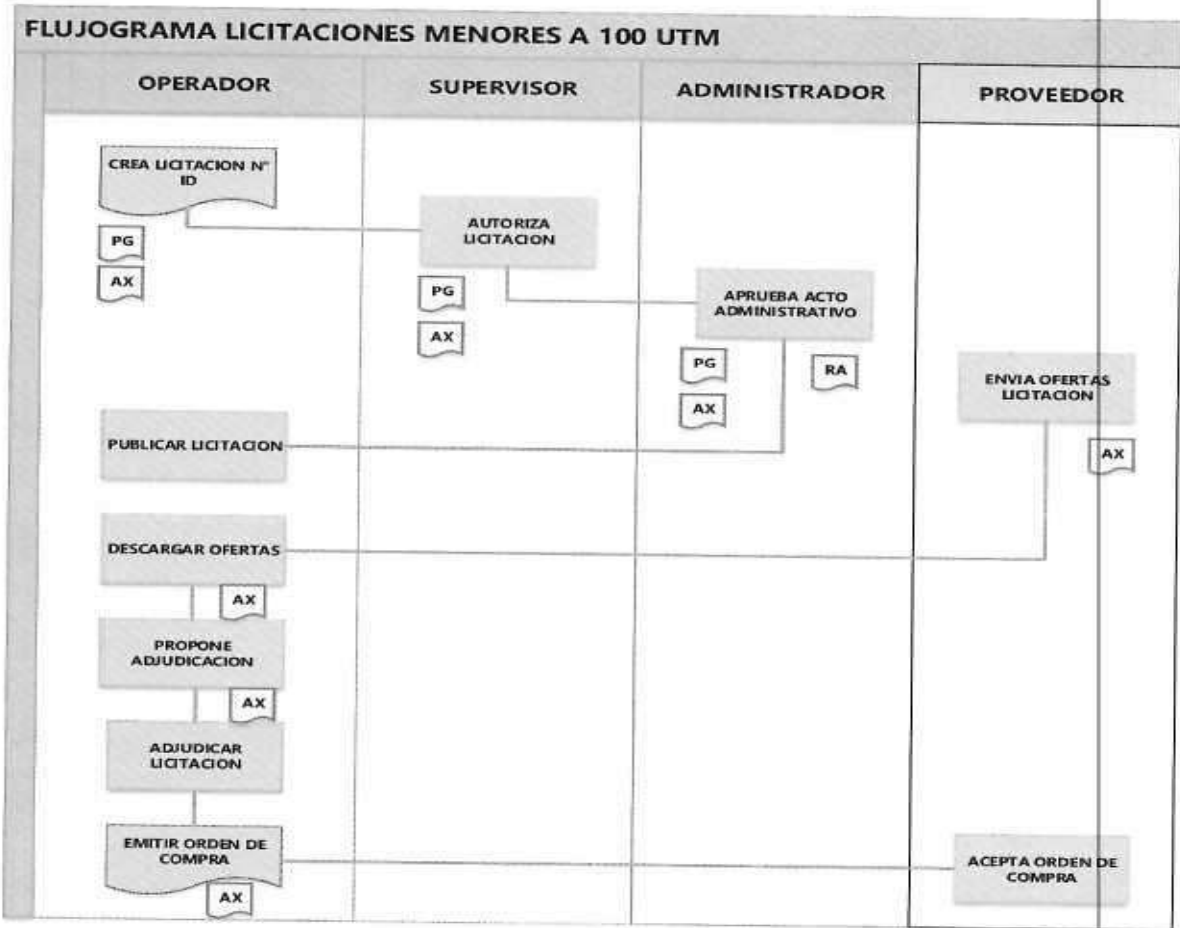 FLUJOGRAMA LICITACIONES MENORES A 100 UTM
OPERADOR
SUPERVISOR
ADMINISTRADOR
PROVEEDOR
CREA LICITACION N°
ID
PG
AX
AUTORIZA
LICITACION
PG
AX
APRUEBA ACTO
ADMINISTRATIVO
PG
RA
AX
ENVIA OFERTAS
LICITACION
AX
PUBLICAR LICITACION
DESCARGAR OFERTAS
AX
PROPONE
ADJUDICACION
AX
ADJUDICAR
LICITACION
EMITIR ORDEN DE
COMPRA
AX
ACEPTA ORDEN DE
COMPRA